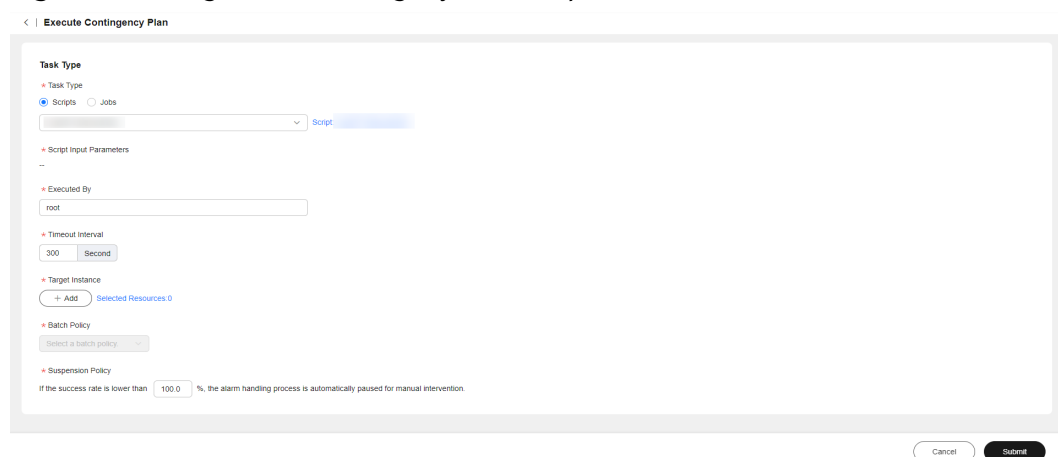 < | Execute Contingency Plan
Task Type
* Task Type
Scripts Jobs
Script
* Script Input Parameters
--
* Executed By
root
* Timeout Interval
300 Second
* Target Instance
+ Add Selected Resources:0
* Batch Policy
Select a batch policy
* Suspension Policy
If the success rate is lower than 100.0 %, the alarm handling process is automatically paused for manual intervention.
Cancel Submit